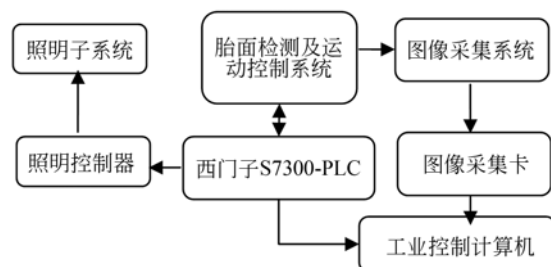 照明子系统
胎面检测及运
动控制系统
图像采集系统
照明控制器
西门子S7300-PLC
图像采集卡
工业控制计算机